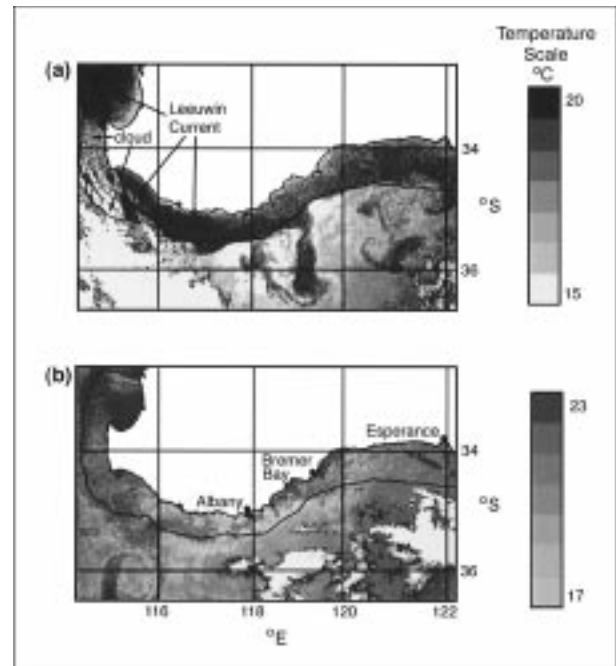 Temperature
Scale
°C
(a)
20
Leeuwin
Current
cloud
34
°S
36
15
(b)
23
Esperance
34
Bremer
Bay
Albany
°S
36
17
116
118
120
122
°E